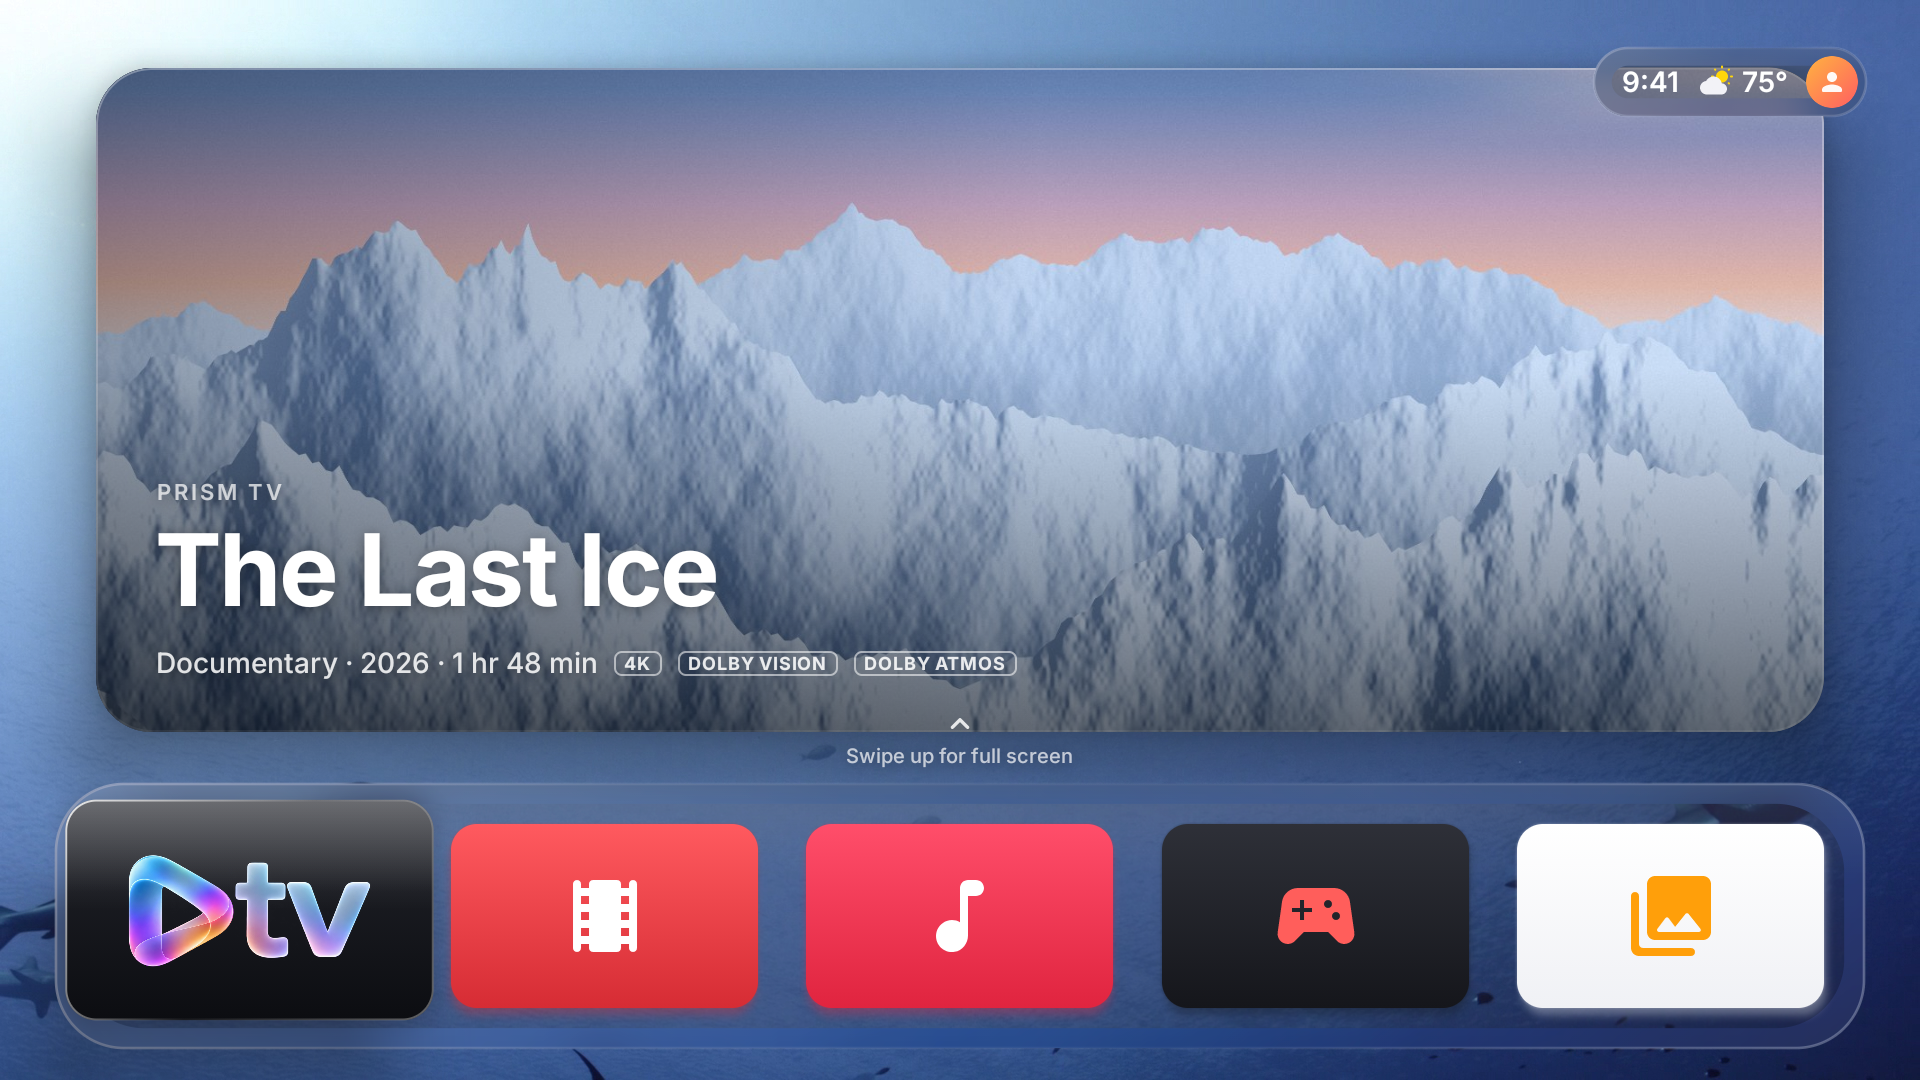 9:41 75°
PRISM TV
The Last Ice
Documentary · 2026 · 1 hr 48 min 4K DOLBY VISION DOLBY ATMOS
Swipe up for full screen
tv